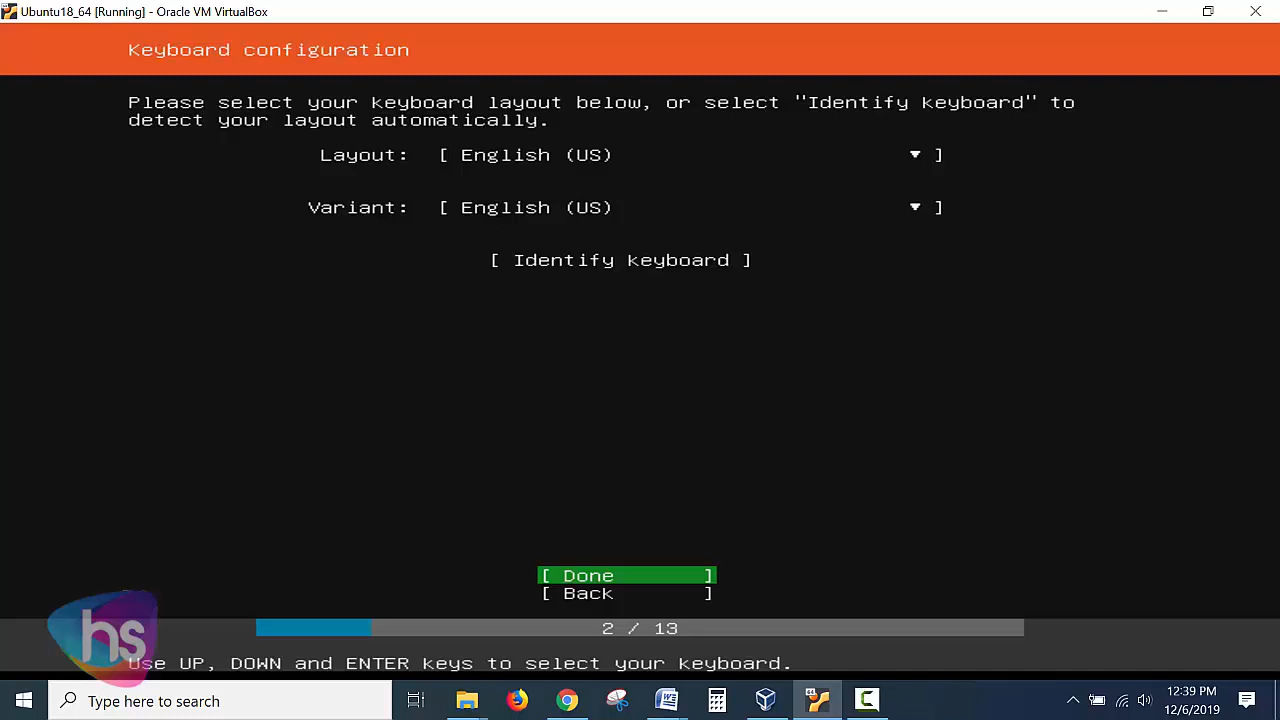 Ubuntu18_64 [Running] - Oracle VM VirtualBox
Keyboard configuration
Please select your keyboard layout below, or select "Identify keyboard" to
detect your layout automatically.
Layout: [ English (US) ▾ ]
Variant: [ English (US) ▾ ]
[ Identify keyboard ]
[ Done ]
[ Back ]
2 / 13
hs
Use UP, DOWN and ENTER keys to select your keyboard.
Type here to search
12:39 PM
12/6/2019